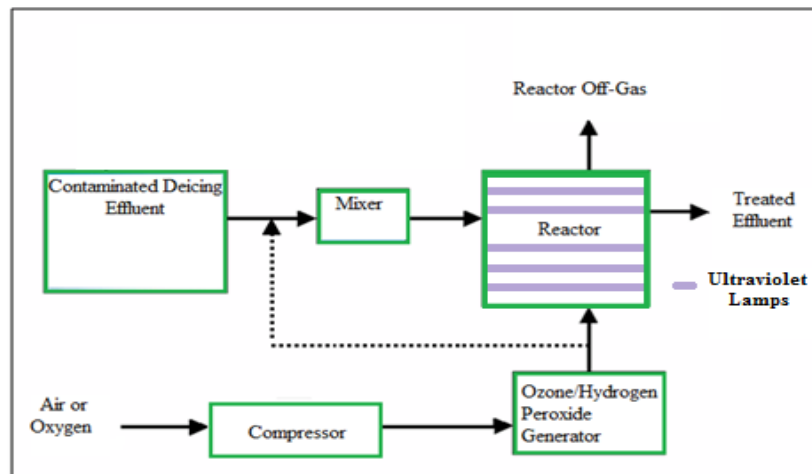 Reactor Off-Gas
Contaminated Deicing
Effluent
Mixer
Reactor
Treated
Effluent
Ultraviolet
Lamps
Air or
Oxygen
Compressor
Ozone/Hydrogen
Peroxide
Generator